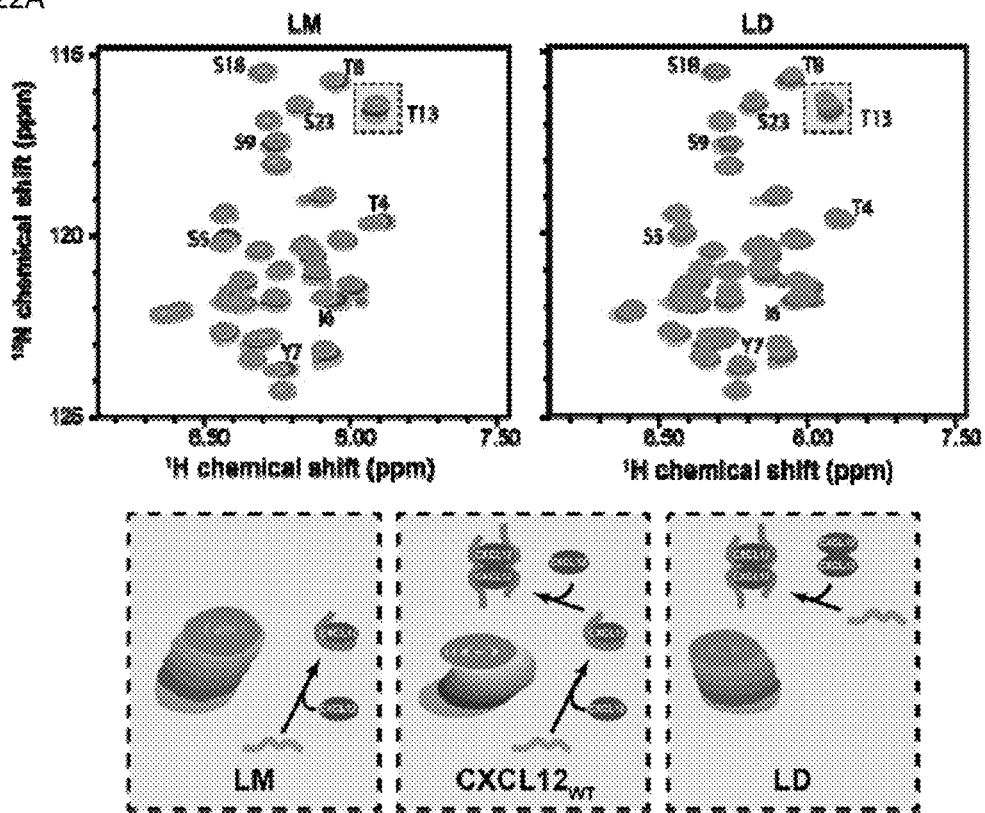 22A
LM
LD
¹⁵N chemical shift (ppm)
115
120
125
S18
T8
S23
T13
S9
T4
S5
I6
Y7
8.50
8.00
7.50
¹H chemical shift (ppm)
S18
T8
S23
T13
S9
T4
S5
I6
Y7
8.50
8.00
7.50
¹H chemical shift (ppm)
LM
CXCL12WT
LD